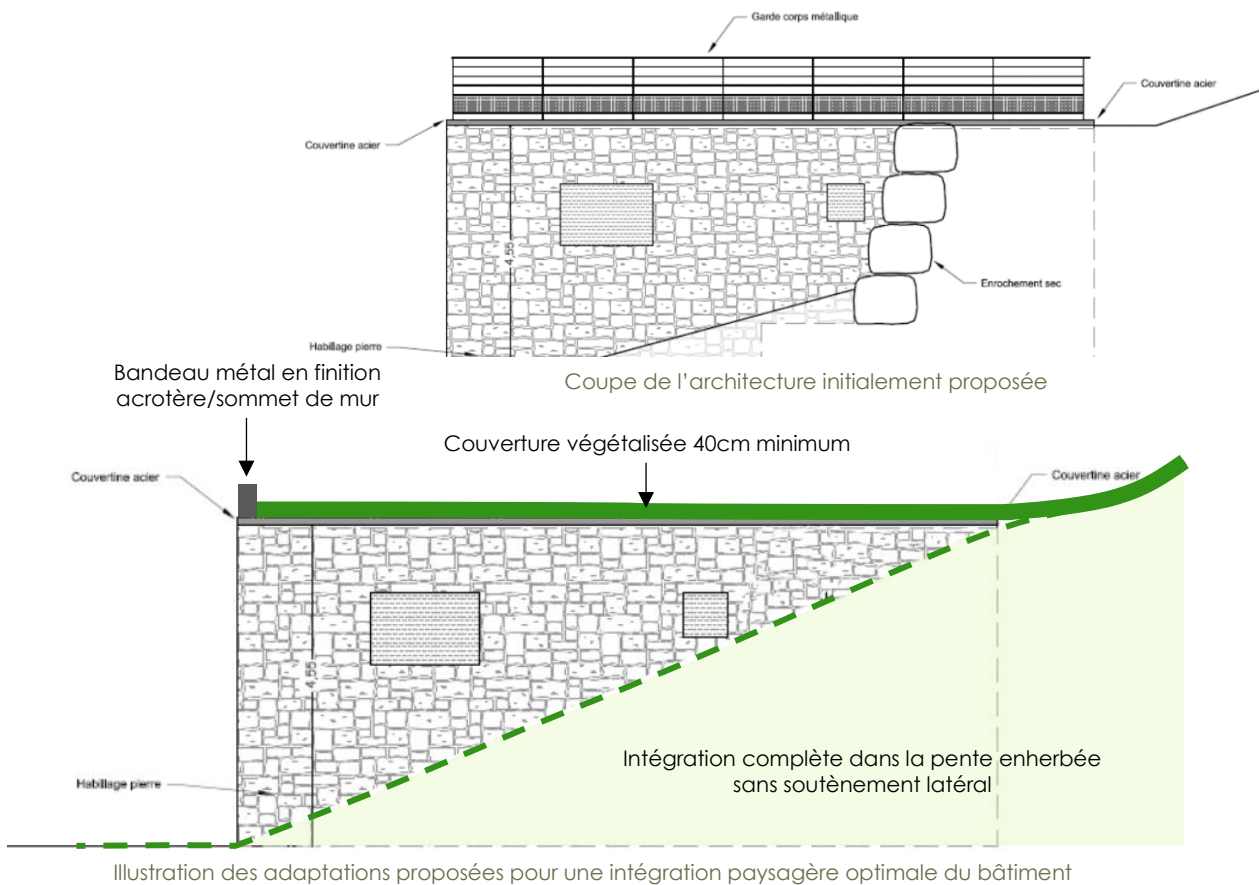 Garde corps métallique
Couvertine acier
Couvertine acier
4,55
Enrochement sec
Habillage pierre
Coupe de l'architecture initialement proposée
Bandeau métal en finition
acrotère/sommet de mur
Couverture végétalisée 40cm minimum
Couvertine acier
Couvertine acier
4,55
Intégration complète dans la pente enherbée
sans soutènement latéral
Habillage pierre
Illustration des adaptations proposées pour une intégration paysagère optimale du bâtiment